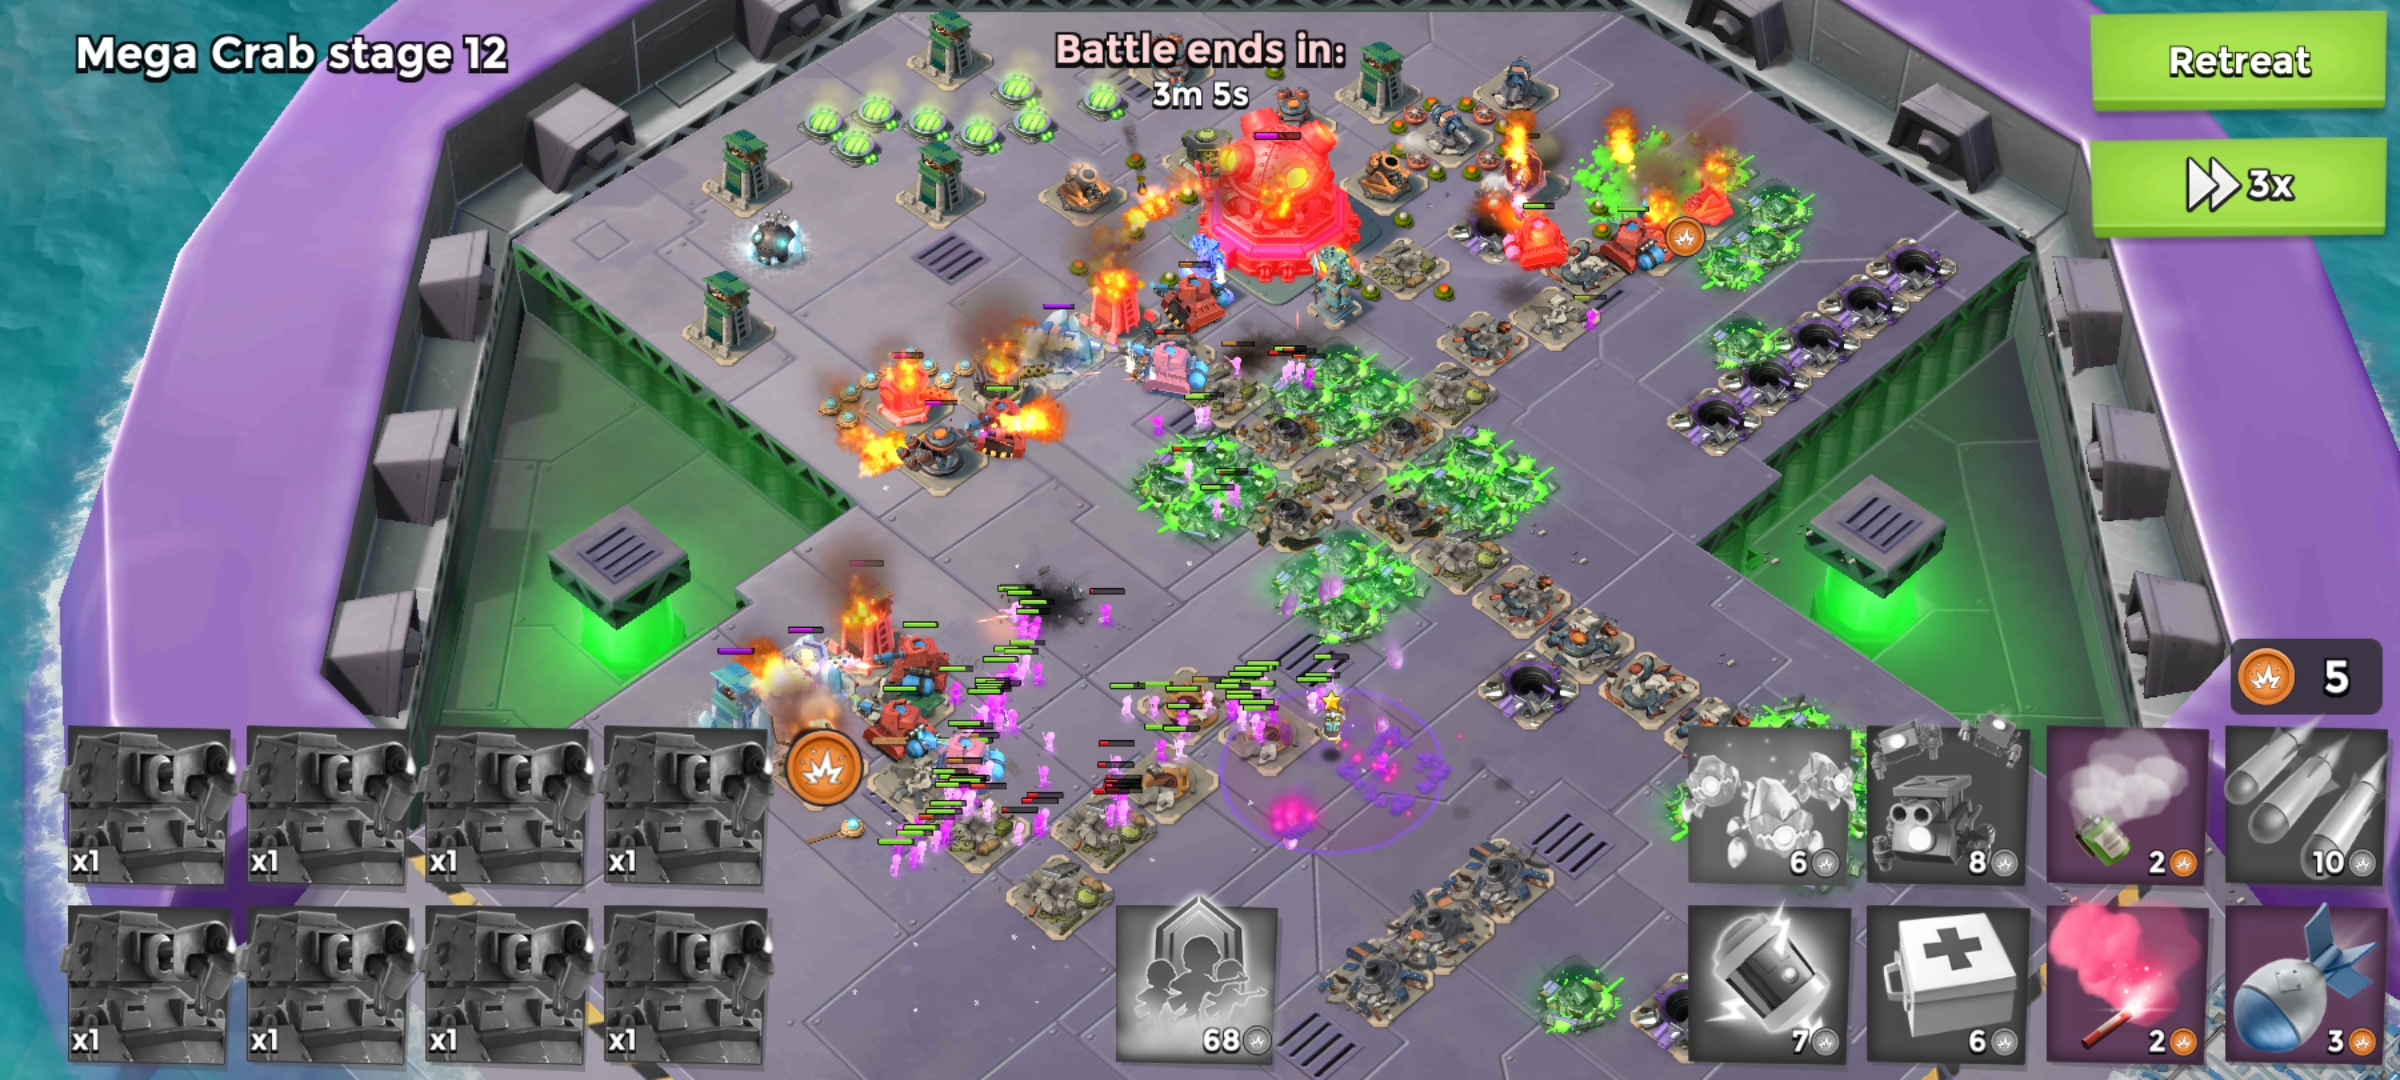 Mega Crab stage 12
Battle ends in:
3m 5s
Retreat
3x
5
x1
x1
x1
x1
6
8
2
10
x1
x1
x1
x1
68
7
6
2
3